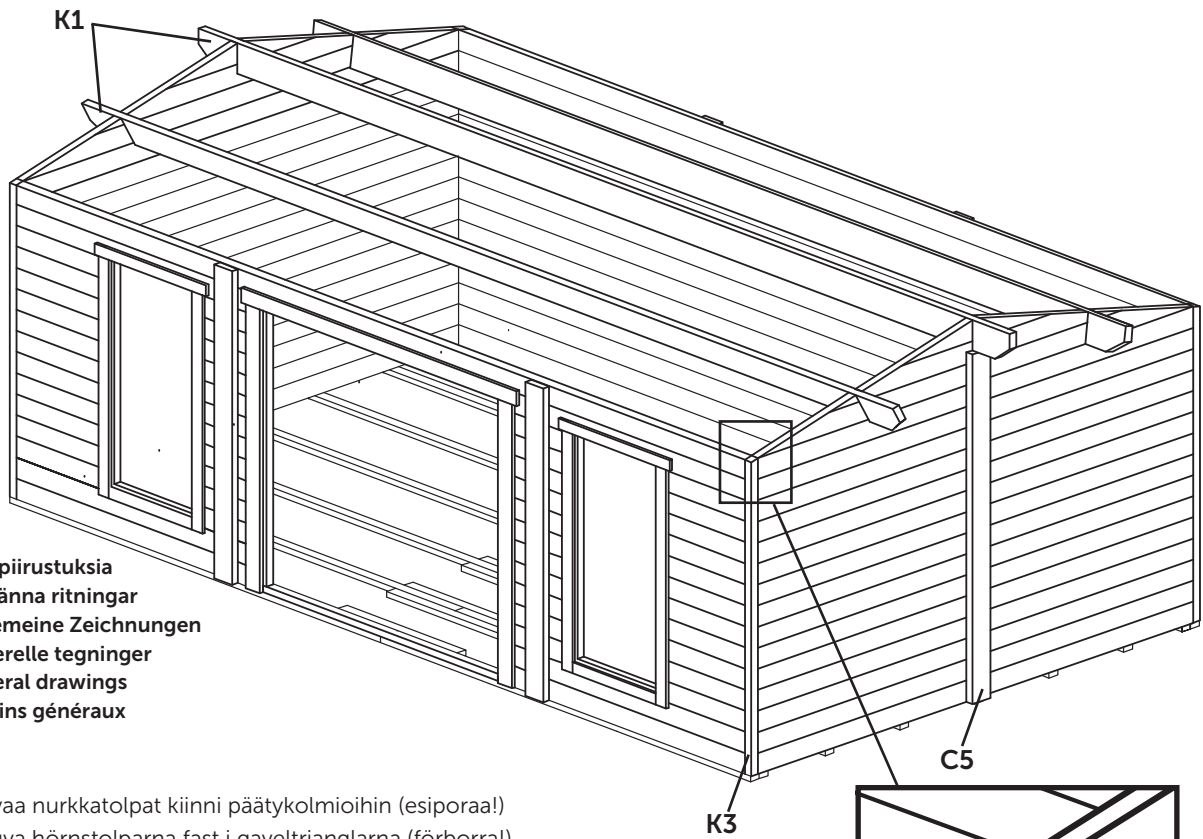 K1
piirustuksia
änna ritningar
emeine Zeichnungen
erelle tegninger
eral drawings
ins généraux
C5
K3
vaa nurkkatolpat kiinni päätykolmioihin (esiporaa!)
uva hörnstolparna fast i gaveltrianglarna (förborra!)